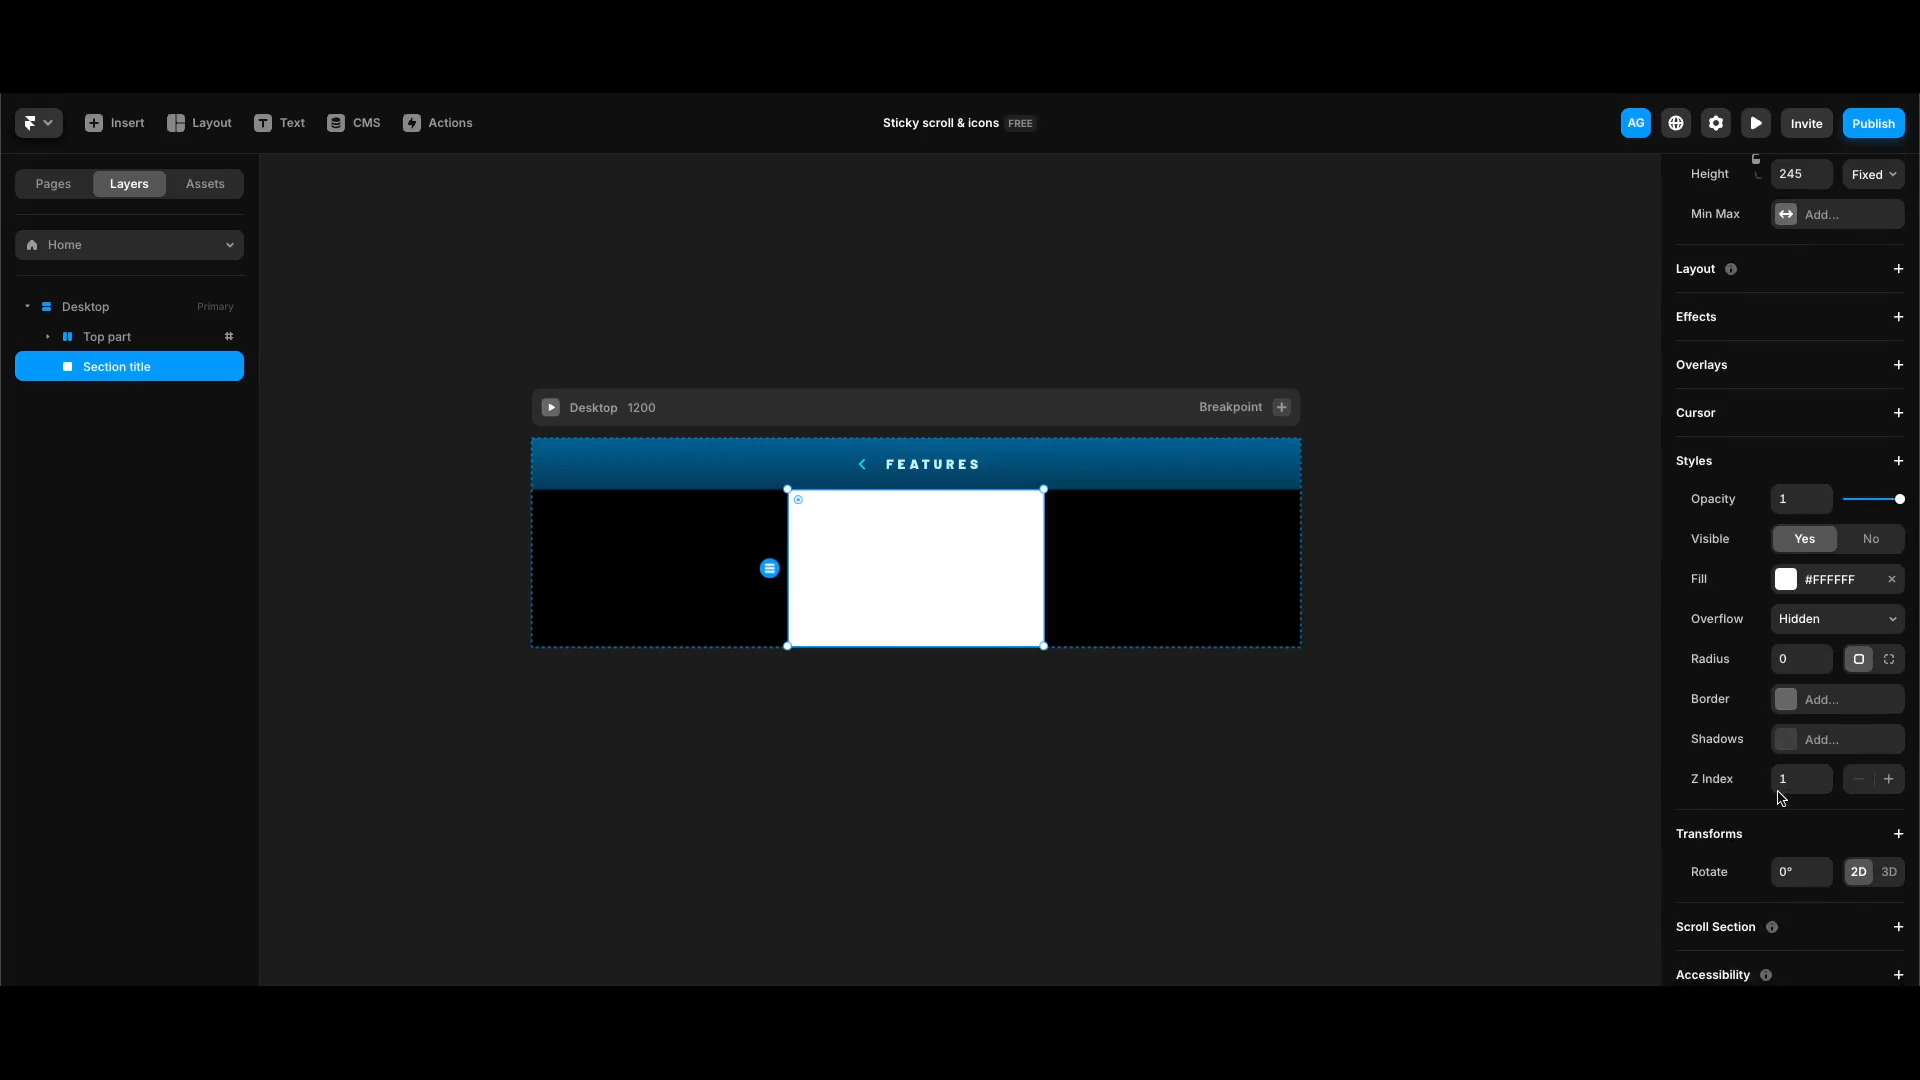 Insert
Layout
Text
CMS
Actions
Sticky scroll & icons FREE
AG
Invite
Publish
Pages
Layers
Assets
Home
Desktop Primary
Top part
Section title
Desktop 1200
Breakpoint
FEATURES
Height 245 Fixed
Min Max Add...
Layout
Effects
Overlays
Cursor
Styles
Opacity 1
Visible Yes No
Fill #FFFFFF
Overflow Hidden
Radius 0
Border Add...
Shadows Add...
Z Index 1
Transforms
Rotate 0° 2D 3D
Scroll Section
Accessibility